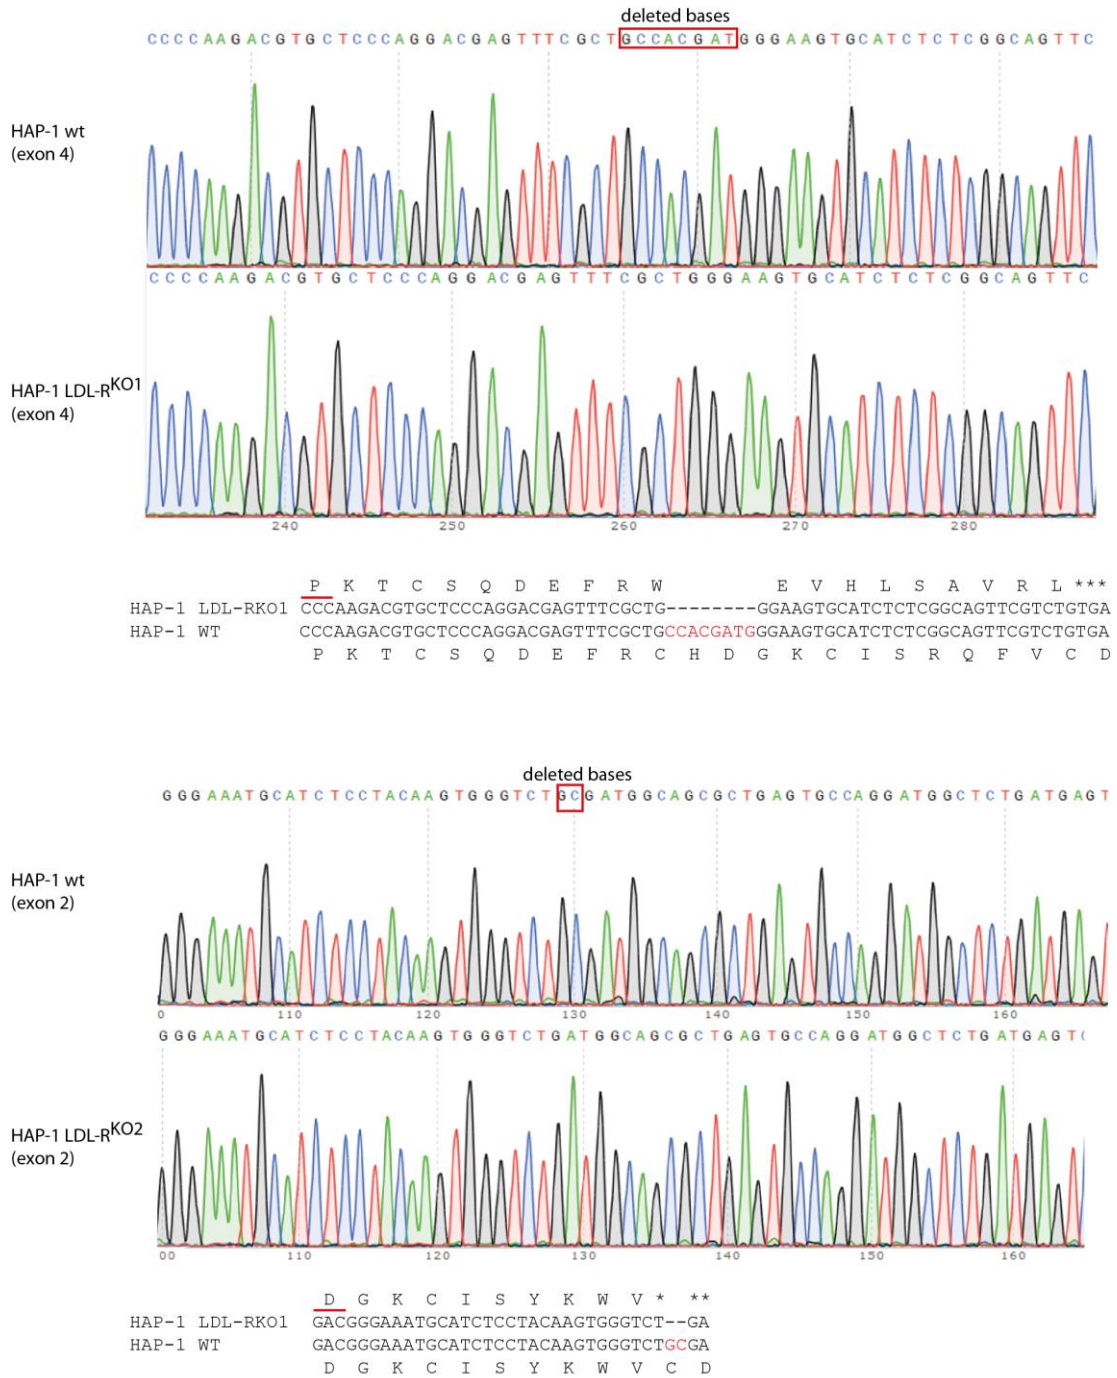 deleted bases
CCCCAAGACGTGCTCCCAGGACGAGTTTCGCTGCCACGATGGGAAGTGCATCTCTCGGCAGTTC
HAP-1 wt
(exon 4)
CCCCAAGACGTGCTCCCAGGACGAGTTTCGCTGGGAAGTGCATCTCTCGGCAGTTC
HAP-1 LDL-RKO1
(exon 4)
240 250 260 270 280
P K T C S Q D E F R W E V H L S A V R L ***
HAP-1 LDL-RKO1 CCCAAGACGTGCTCCCAGGACGAGTTTCGCTG--------GGAAGTGCATCTCTCGGCAGTTCGTCTGTGA
HAP-1 WT CCCAAGACGTGCTCCCAGGACGAGTTTCGCTGCCACGATGGGAAGTGCATCTCTCGGCAGTTCGTCTGTGA
P K T C S Q D E F R C H D G K C I S R Q F V C D
deleted bases
GGGAAATGCATCTCCTACAAGTGGGTCTGCGATGGCAGCGCTGAGTGCCAGGATGGCTCTGATGAGT
HAP-1 wt
(exon 2)
0 110 120 130 140 150 160
GGGAAATGCATCTCCTACAAGTGGGTCTGATGGCAGCGCTGAGTGCCAGGATGGCTCTGATGAGT
HAP-1 LDL-RKO2
(exon 2)
00 110 120 130 140 150 160
D G K C I S Y K W V * **
HAP-1 LDL-RKO1 GACGGGAAATGCATCTCCTACAAGTGGGTCT--GA
HAP-1 WT GACGGGAAATGCATCTCCTACAAGTGGGTCTGCGA
D G K C I S Y K W V C D